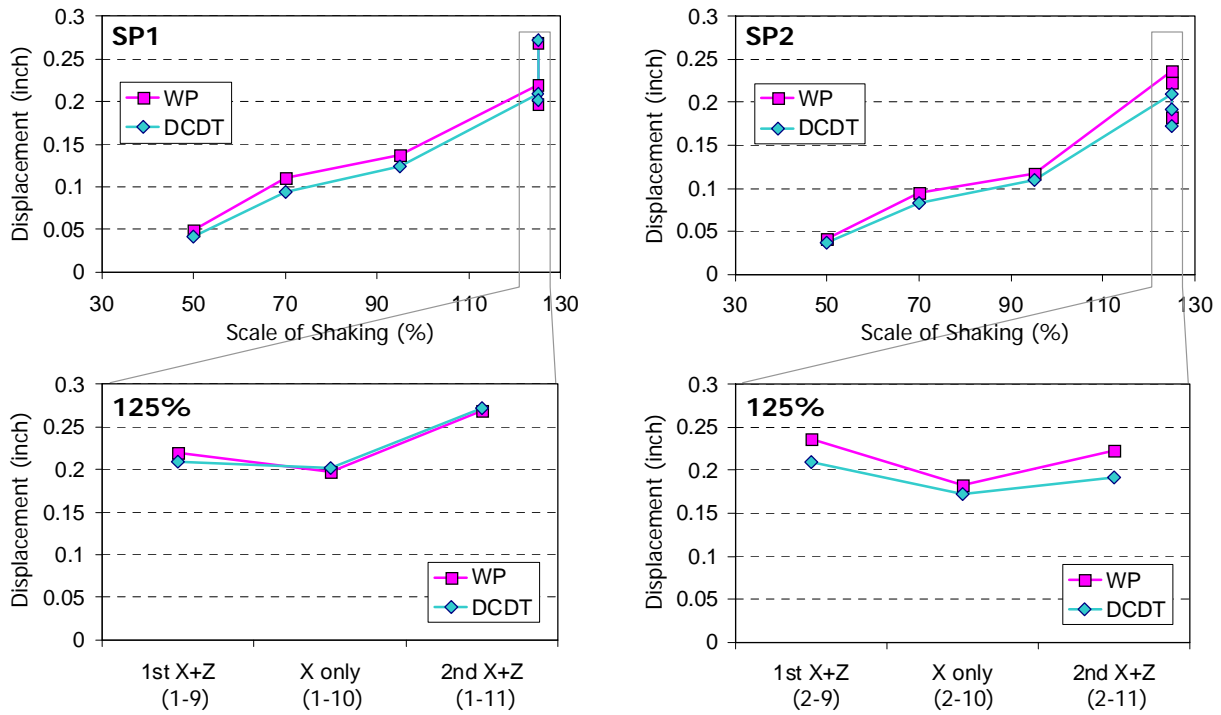 SP1
Displacement (inch)
0.3
0.25
0.2
0.15
0.1
0.05
0
WP
DCDT
30 50 70 90 110 130
Scale of Shaking (%)
SP2
Displacement (inch)
0.3
0.25
0.2
0.15
0.1
0.05
0
WP
DCDT
30 50 70 90 110 130
Scale of Shaking (%)
125%
Displacement (inch)
0.3
0.25
0.2
0.15
0.1
0.05
0
WP
DCDT
1st X+Z X only 2nd X+Z
(1-9) (1-10) (1-11)
125%
Displacement (inch)
0.3
0.25
0.2
0.15
0.1
0.05
0
WP
DCDT
1st X+Z X only 2nd X+Z
(2-9) (2-10) (2-11)